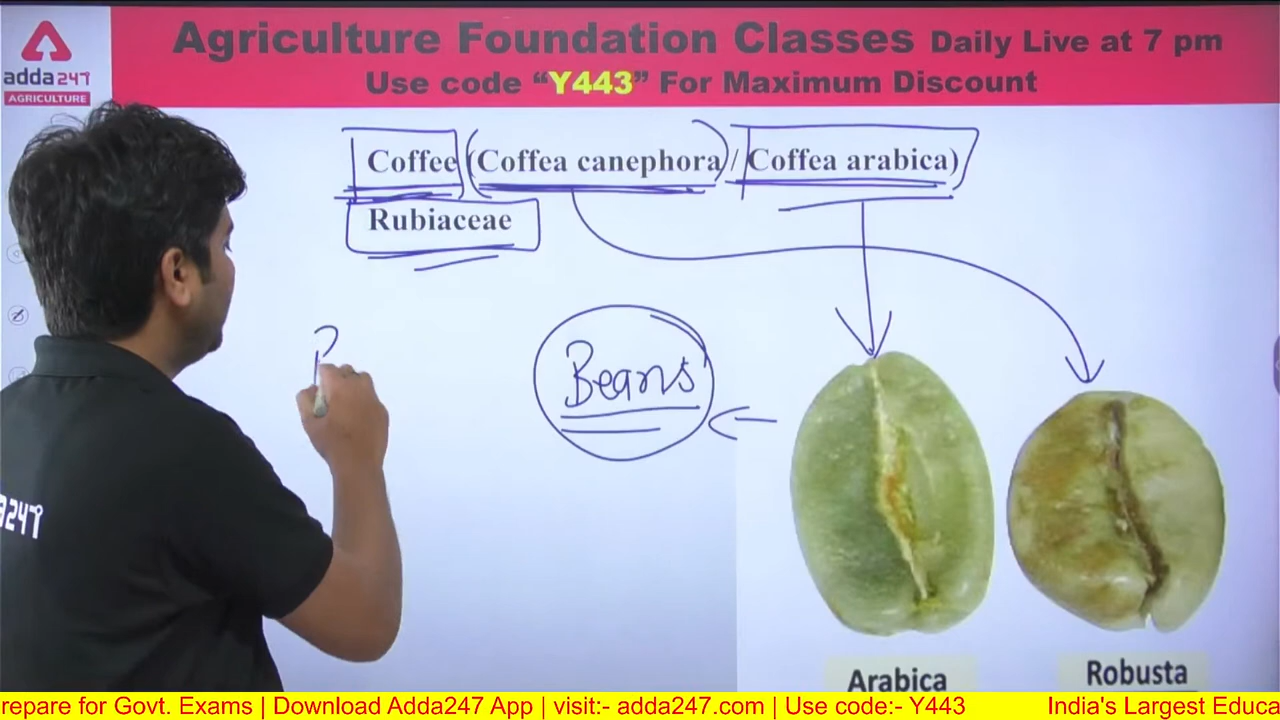 Agriculture Foundation Classes Daily Live at 7 pm
Use code “Y443” For Maximum Discount
adda247
AGRICULTURE
Coffee (Coffea canephora / Coffea arabica)
Rubiaceae
Beans
a247
Arabica
Robusta
repare for Govt. Exams | Download Adda247 App | visit:- adda247.com | Use code:- Y443 India's Largest Educa